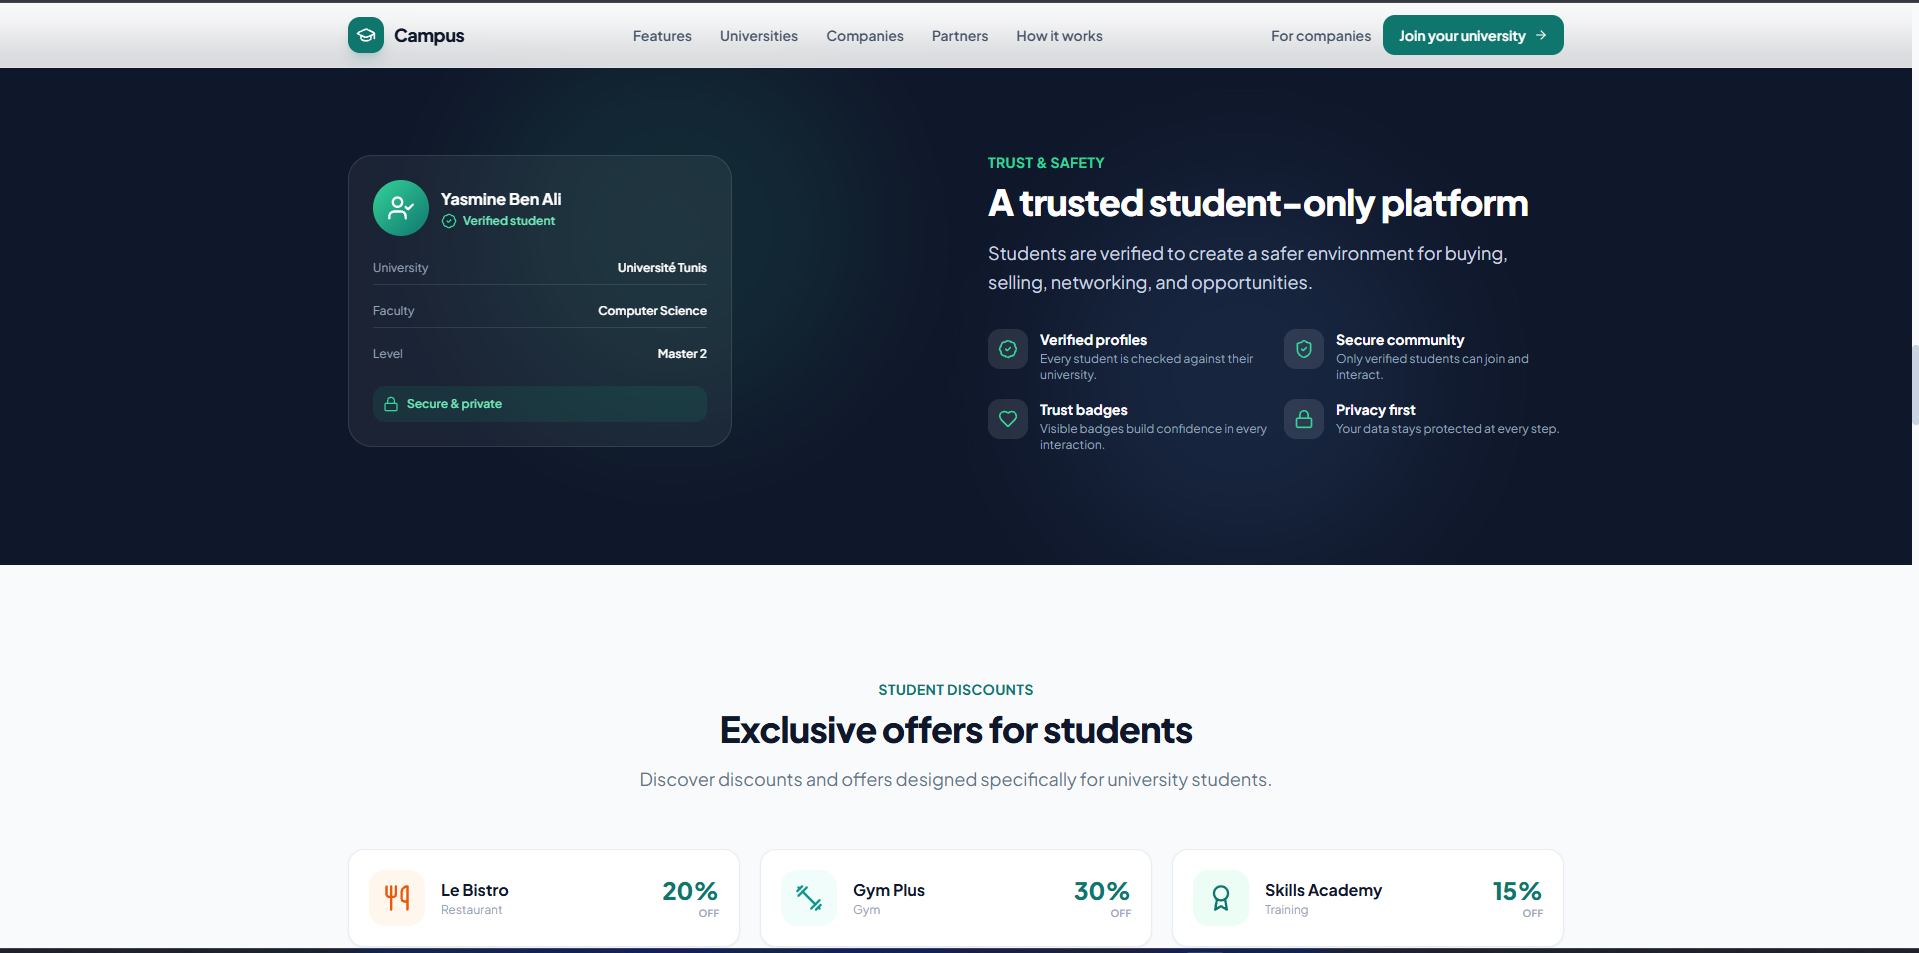 Campus
Features
Universities
Companies
Partners
How it works
For companies
Join your university
Yasmine Ben Ali
Verified student
University
Université Tunis
Faculty
Computer Science
Level
Master 2
Secure & private
TRUST & SAFETY
A trusted student-only platform
Students are verified to create a safer environment for buying,
selling, networking, and opportunities.
Verified profiles
Every student is checked against their
university.
Secure community
Only verified students can join and
interact.
Trust badges
Visible badges build confidence in every
interaction.
Privacy first
Your data stays protected at every step.
STUDENT DISCOUNTS
Exclusive offers for students
Discover discounts and offers designed specifically for university students.
Le Bistro
Restaurant
20%
OFF
Gym Plus
Gym
30%
OFF
Skills Academy
Training
15%
OFF